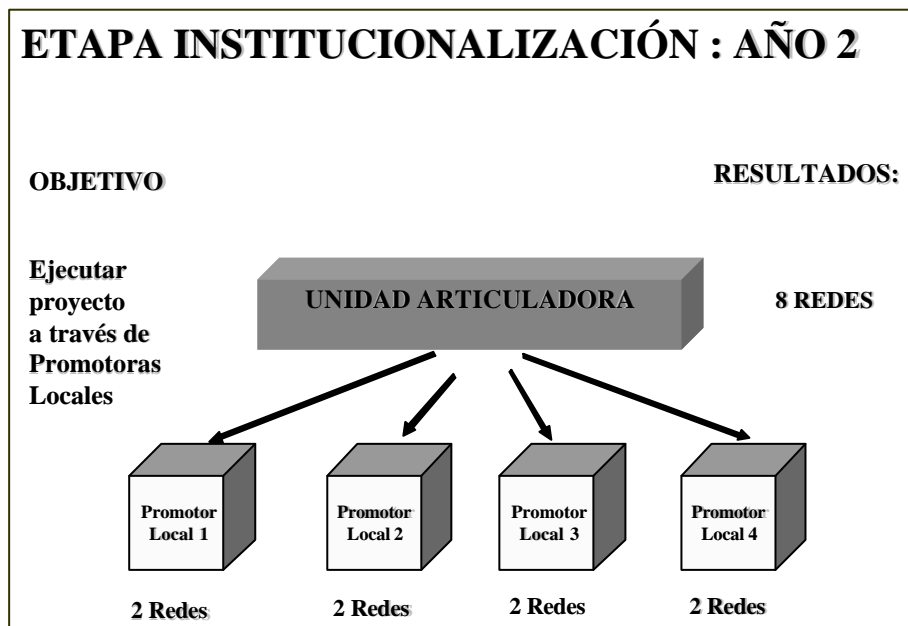 ETAPA INSTITUCIONALIZACIÓN : AÑO 2
OBJETIVO
RESULTADOS:
Ejecutar
proyecto
a través de
Promotoras
Locales
UNIDAD ARTICULADORA
8 REDES
Promotor
Local 1
Promotor
Local 2
Promotor
Local 3
Promotor
Local 4
2 Redes
2 Redes
2 Redes
2 Redes